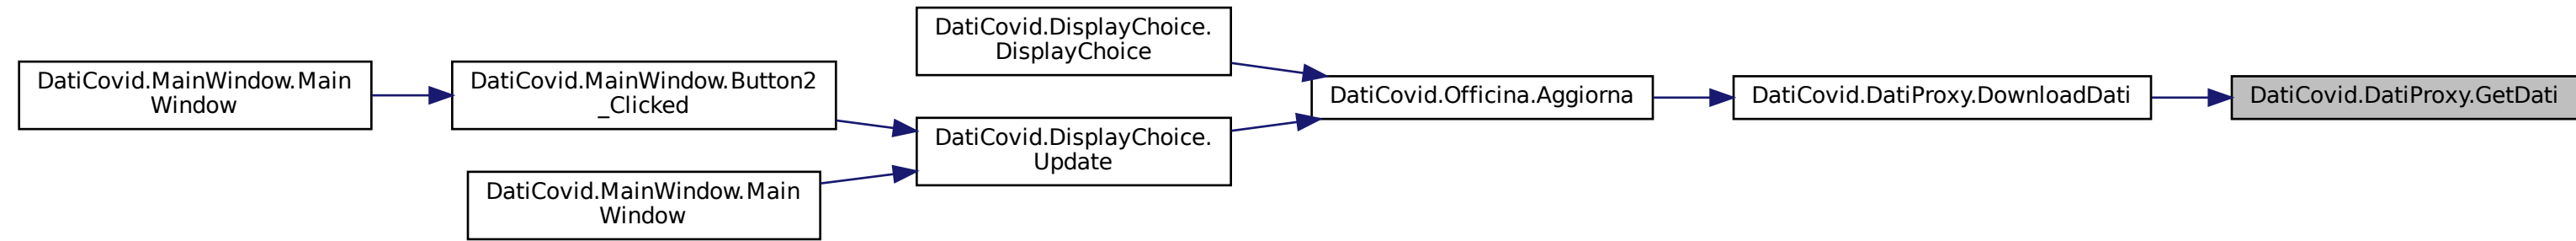 DatiCovid.MainWindow.Main
Window
DatiCovid.MainWindow.Button2
_Clicked
DatiCovid.MainWindow.Main
Window
DatiCovid.DisplayChoice.
DisplayChoice
DatiCovid.DisplayChoice.
Update
DatiCovid.Officina.Aggiorna
DatiCovid.DatiProxy.DownloadDati
DatiCovid.DatiProxy.GetDati